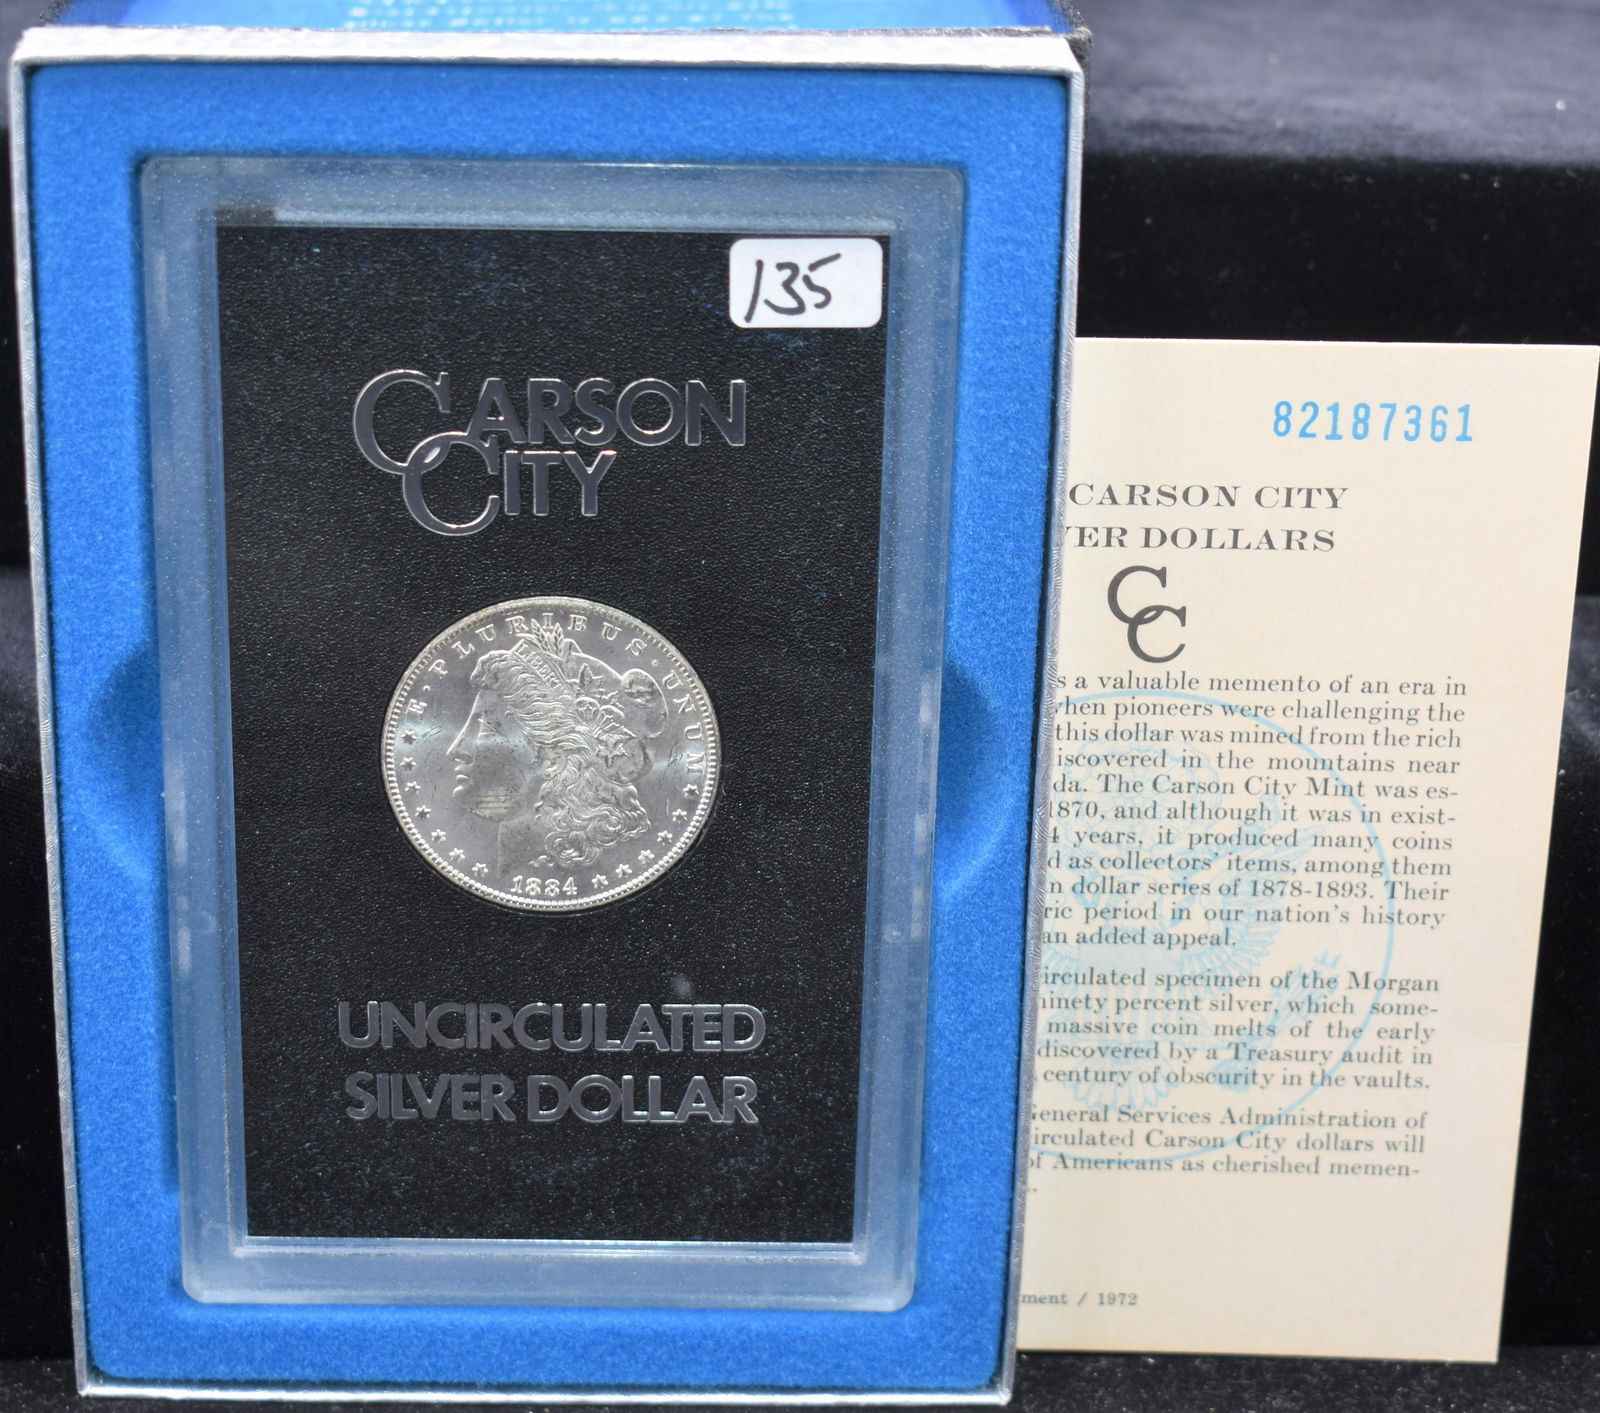 135
CARSON
CITY
E · PLURIBUS · UNUM
LIBERTY
1884
UNCIRCULATED
SILVER DOLLAR
82187361
CARSON CITY
VER DOLLARS
CC
s a valuable memento of an era in
when pioneers were challenging the
this dollar was mined from the rich
iscovered in the mountains near
da. The Carson City Mint was es-
1870, and although it was in exist-
4 years, it produced many coins
d as collectors' items, among them
n dollar series of 1878-1893. Their
ric period in our nation's history
an added appeal.
irculated specimen of the Morgan
ninety percent silver, which some-
massive coin melts of the early
discovered by a Treasury audit in
century of obscurity in the vaults.
General Services Administration of
irculated Carson City dollars will
of Americans as cherished memen-
ment / 1972